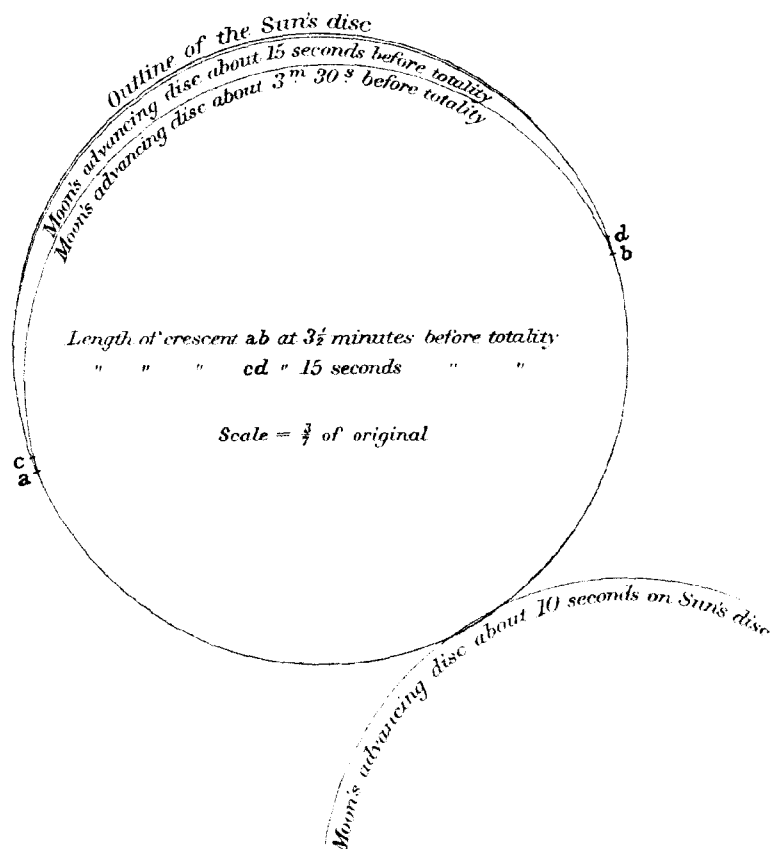 Outline of the Sun's disc
Moon's advancing disc about 15 seconds before totality
Moon's advancing disc about 3ᵐ 30ˢ before totality
d
b
Length of crescent ab at 3½ minutes before totality
" " " cd " 15 seconds " "
Scale = 3/7 of original
c
a
Moon's advancing disc about 10 seconds on Sun's disc